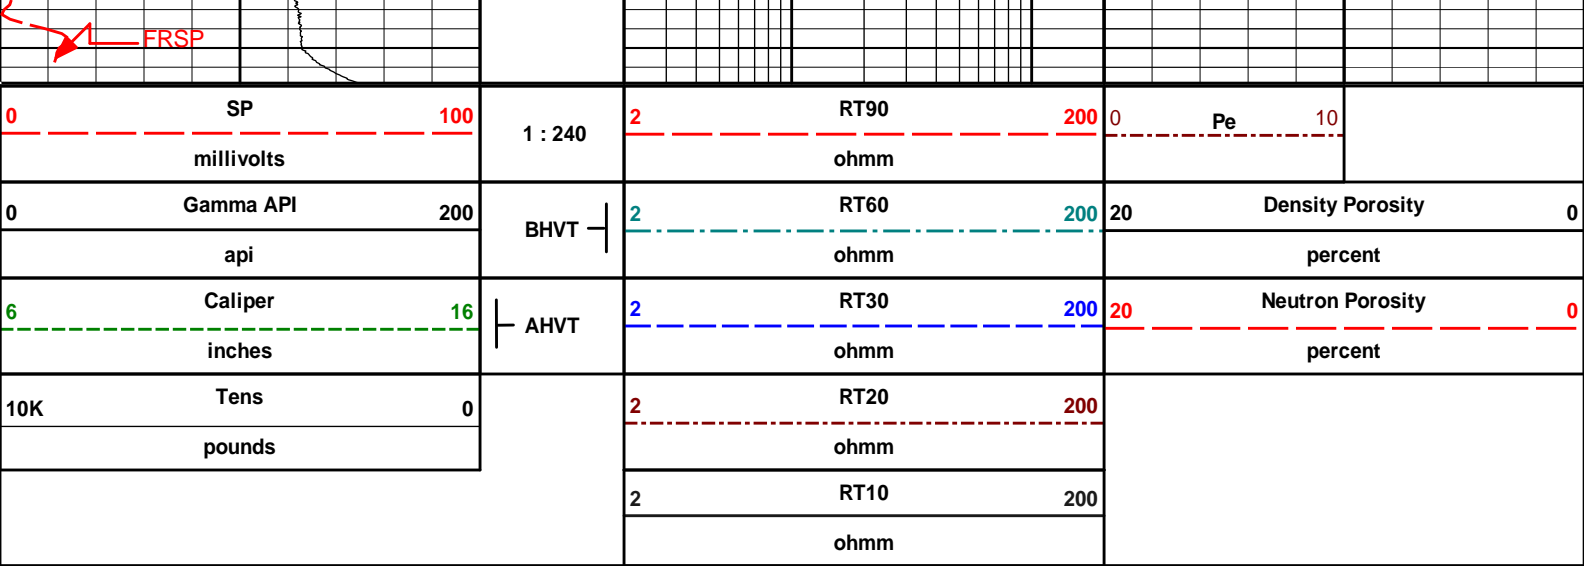 FRSP
SP
0 100
millivolts
1 : 240
RT90
2 200
ohmm
0 Pe 10
Gamma API
0 200
api
BHVT
RT60
2 200
ohmm
Density Porosity
20 0
percent
Caliper
6 16
inches
AHVT
RT30
2 200
ohmm
Neutron Porosity
20 0
percent
Tens
10K 0
pounds
RT20
2 200
ohmm
RT10
2 200
ohmm